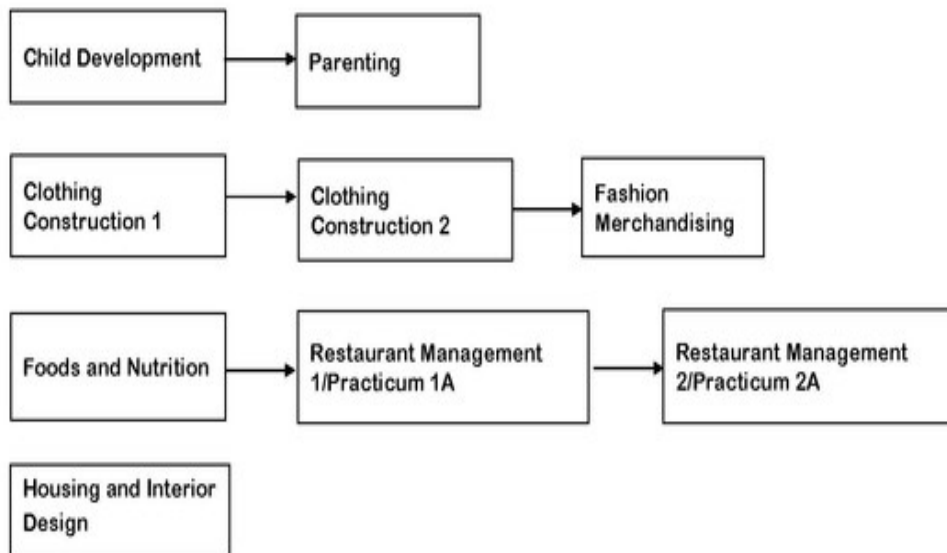 Child Development
Parenting
Clothing
Construction 1
Clothing
Construction 2
Fashion
Merchandising
Foods and Nutrition
Restaurant Management
1/Practicum 1A
Restaurant Management
2/Practicum 2A
Housing and Interior
Design